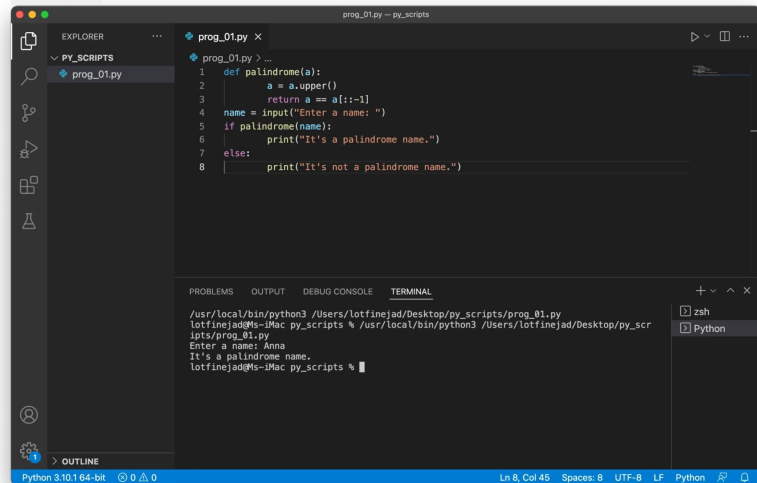 prog_01.py — py_scripts
EXPLORER ...
PY_SCRIPTS
prog_01.py
prog_01.py ×
prog_01.py > ...
1 def palindrome(a):
2 a = a.upper()
3 return a == a[::-1]
4 name = input("Enter a name: ")
5 if palindrome(name):
6 print("It's a palindrome name.")
7 else:
8 print("It's not a palindrome name.")
PROBLEMS OUTPUT DEBUG CONSOLE TERMINAL
/usr/local/bin/python3 /Users/lotfinejad/Desktop/py_scripts/prog_01.py
lotfinejad@Ms-iMac py_scripts % /usr/local/bin/python3 /Users/lotfinejad/Desktop/py_scr
ipts/prog_01.py
Enter a name: Anna
It's a palindrome name.
lotfinejad@Ms-iMac py_scripts %
zsh
Python
1
OUTLINE
Python 3.10.1 64-bit 0 0 Ln 8, Col 45 Spaces: 8 UTF-8 LF Python